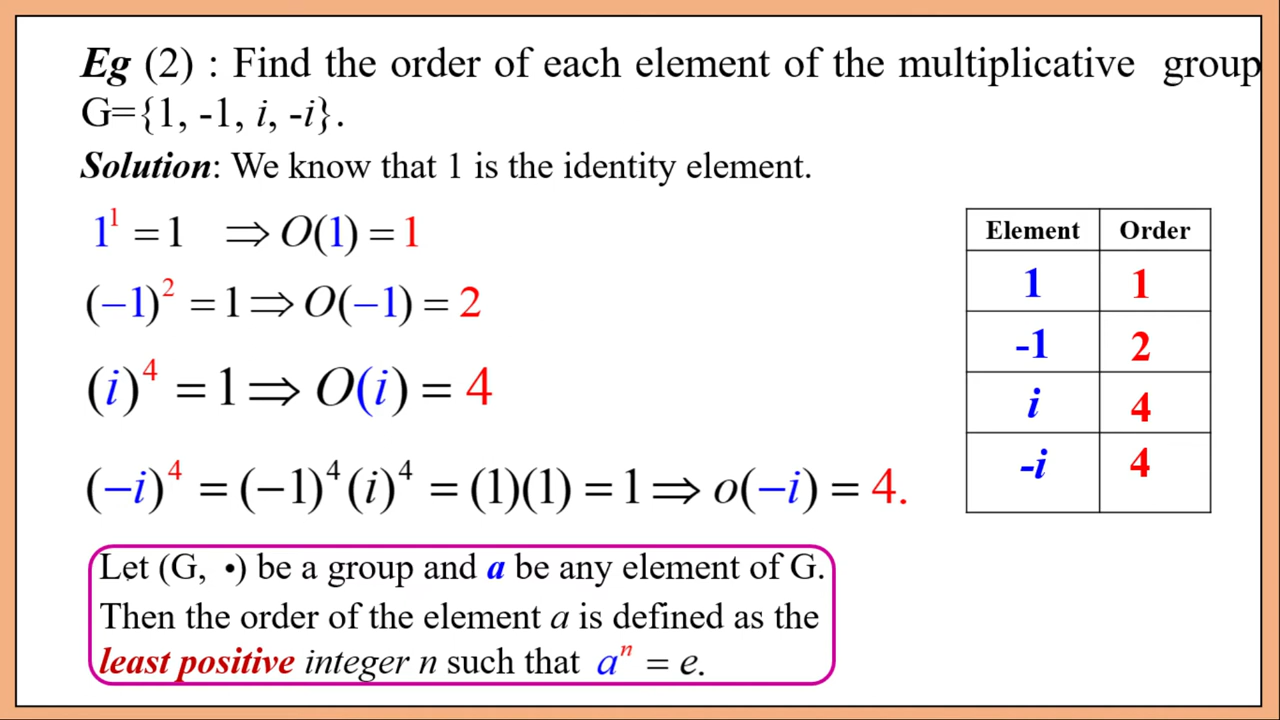 Eg (2) : Find the order of each element of the multiplicative group
G={1, -1, i, -i}.
Solution: We know that 1 is the identity element.
1¹ = 1 ⟹ O(1) = 1
(−1)² = 1 ⟹ O(−1) = 2
(i)⁴ = 1 ⟹ O(i) = 4
(−i)⁴ = (−1)⁴(i)⁴ = (1)(1) = 1 ⟹ o(−i) = 4.
Element Order
1 1
-1 2
i 4
-i 4
Let (G, •) be a group and a be any element of G.
Then the order of the element a is defined as the
least positive integer n such that aⁿ = e.